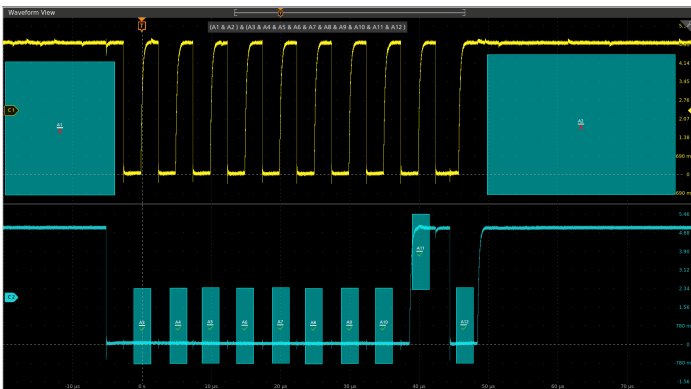 Waveform View
T
T
(A1 & A2 ) & (A3 & A4 & A5 & A6 & A7 & A8 & A9 & A10 & A11 & A12 )
4.14
3.45
2.76
C 1
A1
A2
2.07
1.38
690 m
0
-690 m
5.46
4.68
A11
3.90
3.12
C 2
2.34
1.56
A3
A4
A5
A6
A7
A8
A9
A10
A12
780 m
0
-780 m
-1.56
-10 µs
0 s
10 µs
20 µs
30 µs
40 µs
50 µs
60 µs
70 µs